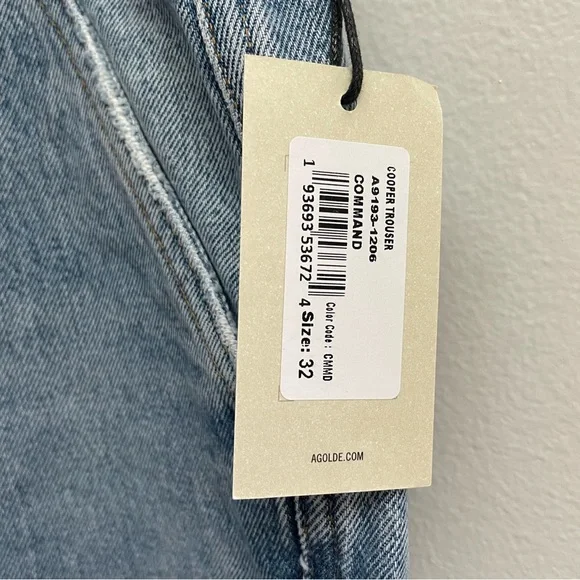 COOPER TROUSER
A9193-1206
COMMAND
1 93693 53672 4
Color Code : CMMD
Size: 32
AGOLDE.COM